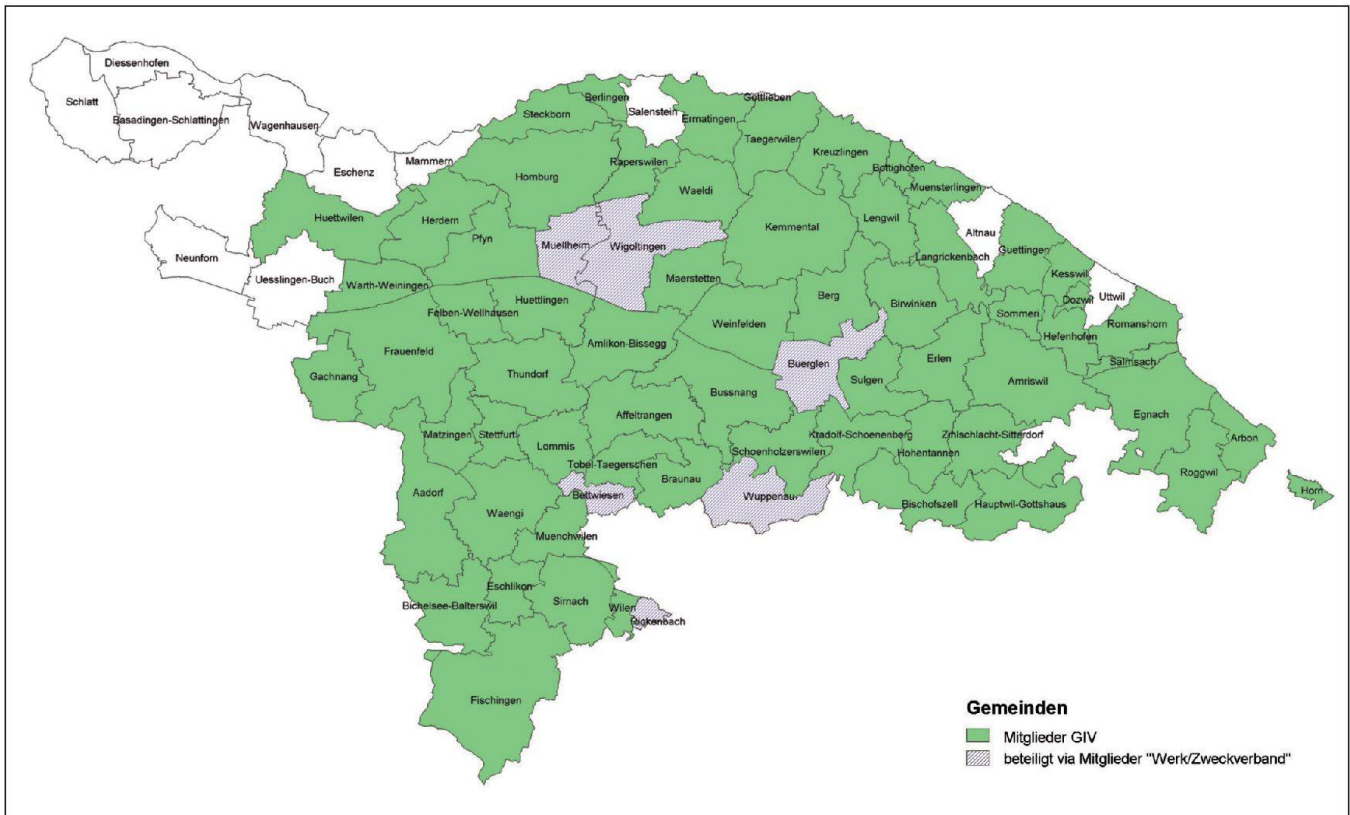 Diessenhofen
Schlatt
Basadingen-Schlattingen
Wagenhausen
Eschenz
Mammern
Steckborn
Berlingen
Salenstein
Ermatingen
Gottlieben
Taegerwilen
Kreuzlingen
Bottighofen
Muensterlingen
Raperswilen
Homburg
Waeldi
Huettwilen
Herdern
Pfyn
Muellheim
Wigoltingen
Kemmental
Lengwil
Langrickenbach
Altnau
Guettingen
Neunforn
Uesslingen-Buch
Warth-Weiningen
Maerstetten
Berg
Birwinken
Kesswil
Dozwil
Uttwil
Sommeri
Romanshorn
Hefenhofen
Salmsach
Felben-Wellhausen
Huettlingen
Weinfelden
Amlikon-Bissegg
Frauenfeld
Gachnang
Thundorf
Buerglen
Sulgen
Erlen
Amriswil
Bussnang
Affeltrangen
Egnach
Arbon
Roggwil
Horn
Matzingen
Stettfurt
Lommis
Schoenholzerswilen
Kradolf-Schoenenberg
Hohentannen
Zihlschlacht-Sitterdorf
Tobel-Taegerschen
Braunau
Bettwiesen
Wuppenau
Bischofszell
Hauptwil-Gottshaus
Aadorf
Waengi
Muenchwilen
Eschlikon
Sirnach
Bichelsee-Balterswil
Wilen
Rickenbach
Fischingen
Gemeinden
Mitglieder GIV
beteiligt via Mitglieder "Werk/Zweckverband"